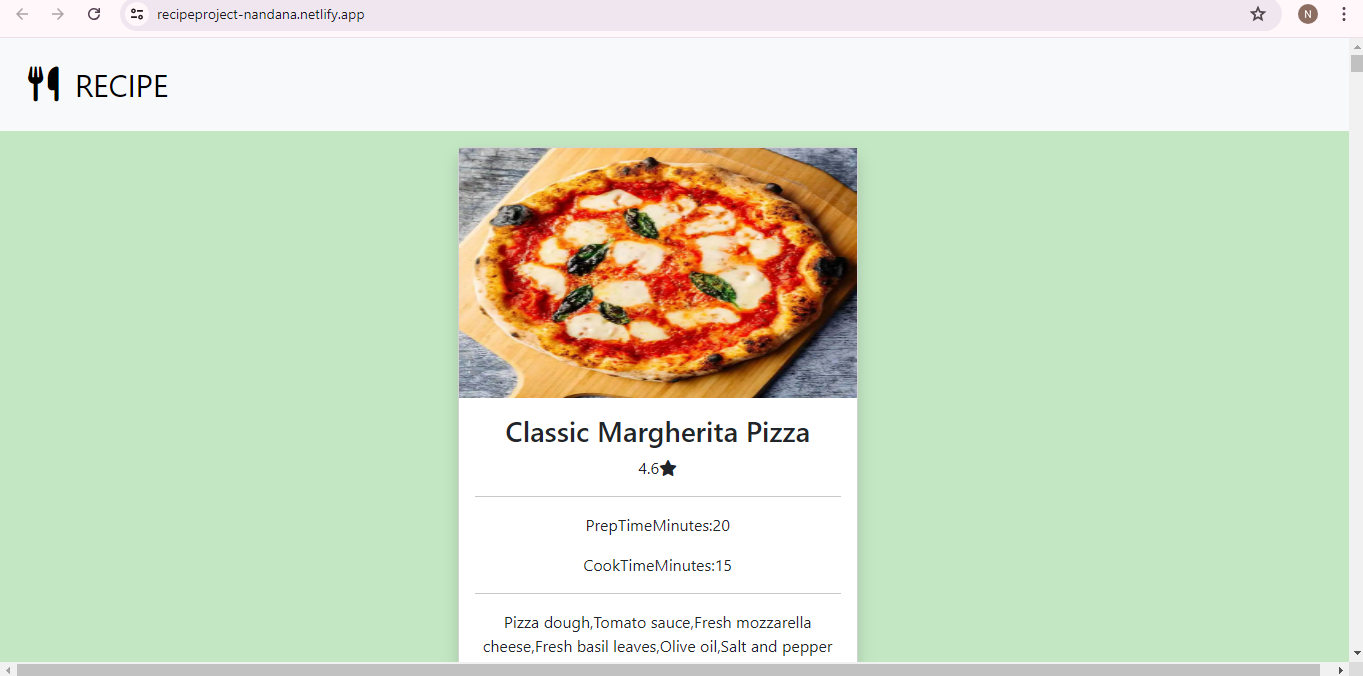 recipeproject-nandana.netlify.app
N
RECIPE
Classic Margherita Pizza
4.6
PrepTimeMinutes:20
CookTimeMinutes:15
Pizza dough,Tomato sauce,Fresh mozzarella
cheese,Fresh basil leaves,Olive oil,Salt and pepper